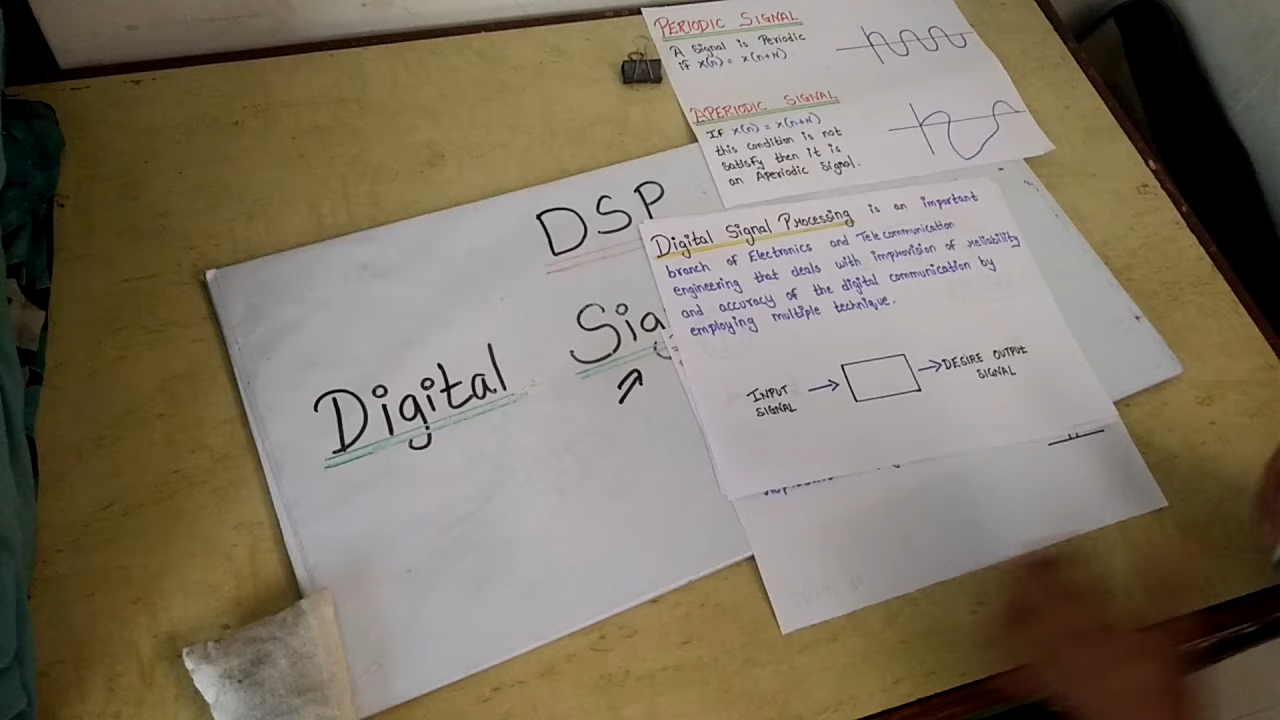 PERIODIC SIGNAL
A Signal is Periodic
if x(n) = x(n+N)
APERIODIC SIGNAL
If x(n) = x(n+N)
this condition is not
satisfy then it is
an Aperiodic Signal.
DSP
Digital Sig
Digital Signal Processing is an important
branch of Electronics and Telecommunication
engineering that deals with improvision of reliability
and accuracy of the digital communication by
employing multiple technique.
INPUT
SIGNAL
DESIRE OUTPUT
SIGNAL